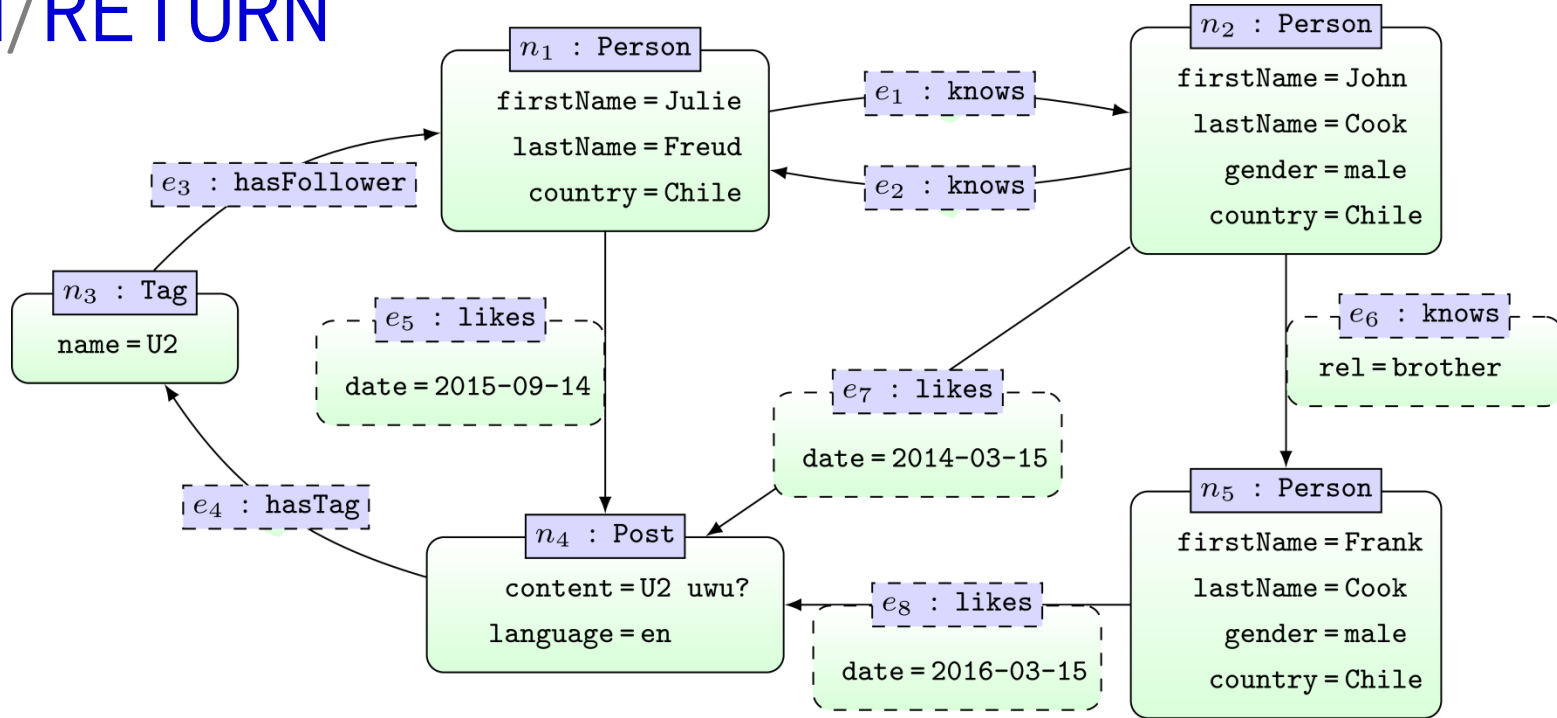 /RETURN
n₁ : Person
firstName = Julie
lastName = Freud
country = Chile
e₁ : knows
e₂ : knows
n₂ : Person
firstName = John
lastName = Cook
gender = male
country = Chile
e₃ : hasFollower
n₃ : Tag
name = U2
e₅ : likes
date = 2015-09-14
e₇ : likes
date = 2014-03-15
e₆ : knows
rel = brother
e₄ : hasTag
n₄ : Post
content = U2 uwu?
language = en
e₈ : likes
date = 2016-03-15
n₅ : Person
firstName = Frank
lastName = Cook
gender = male
country = Chile